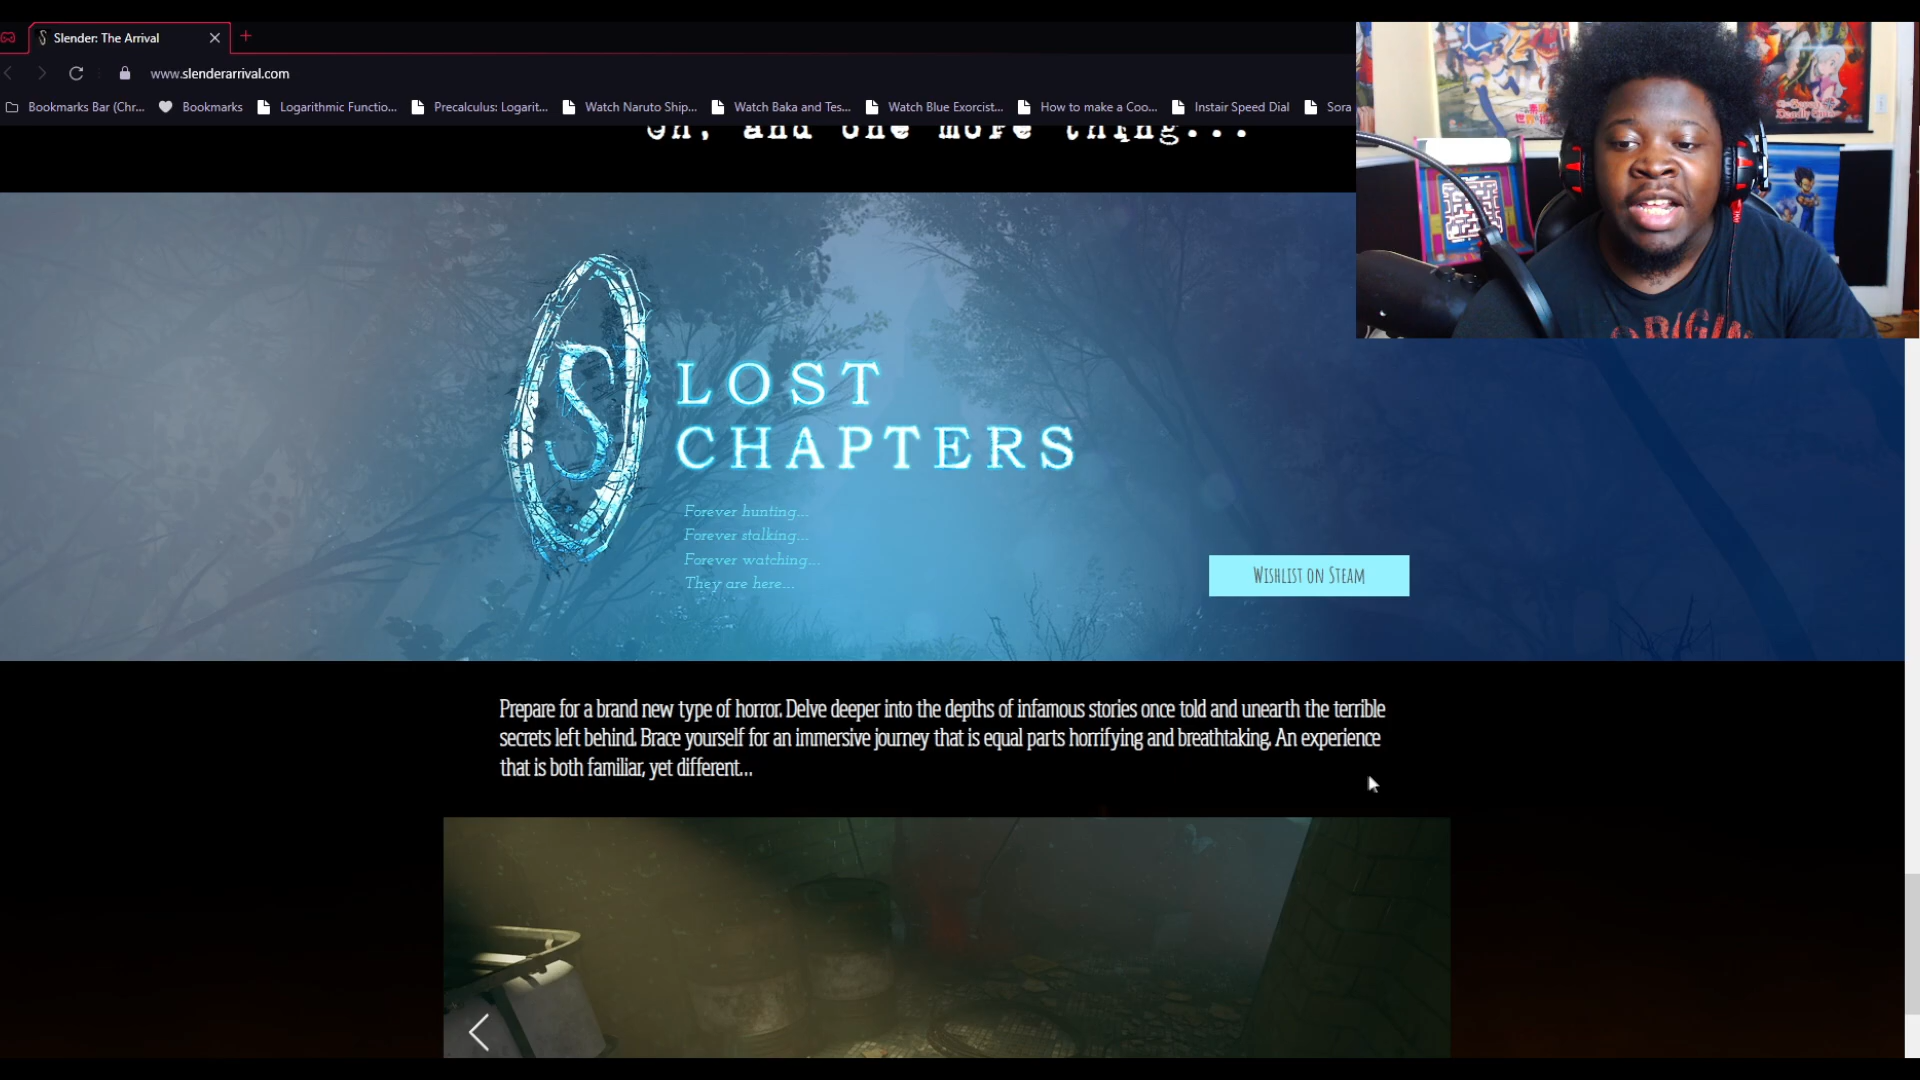 Slender: The Arrival
www.slenderarrival.com
Bookmarks Bar (Chr... Bookmarks Logarithmic Functio... Precalculus: Logarit... Watch Naruto Ship... Watch Baka and Tes... Watch Blue Exorcist... How to make a Coo... Instair Speed Dial Sora
Oh, and one more thing...
LOST
CHAPTERS
Forever hunting...
Forever stalking...
Forever watching...
They are here...
Wishlist on Steam
Prepare for a brand new type of horror. Delve deeper into the depths of infamous stories once told and unearth the terrible
secrets left behind. Brace yourself for an immersive journey that is equal parts horrifying and breathtaking. An experience
that is both familiar, yet different...